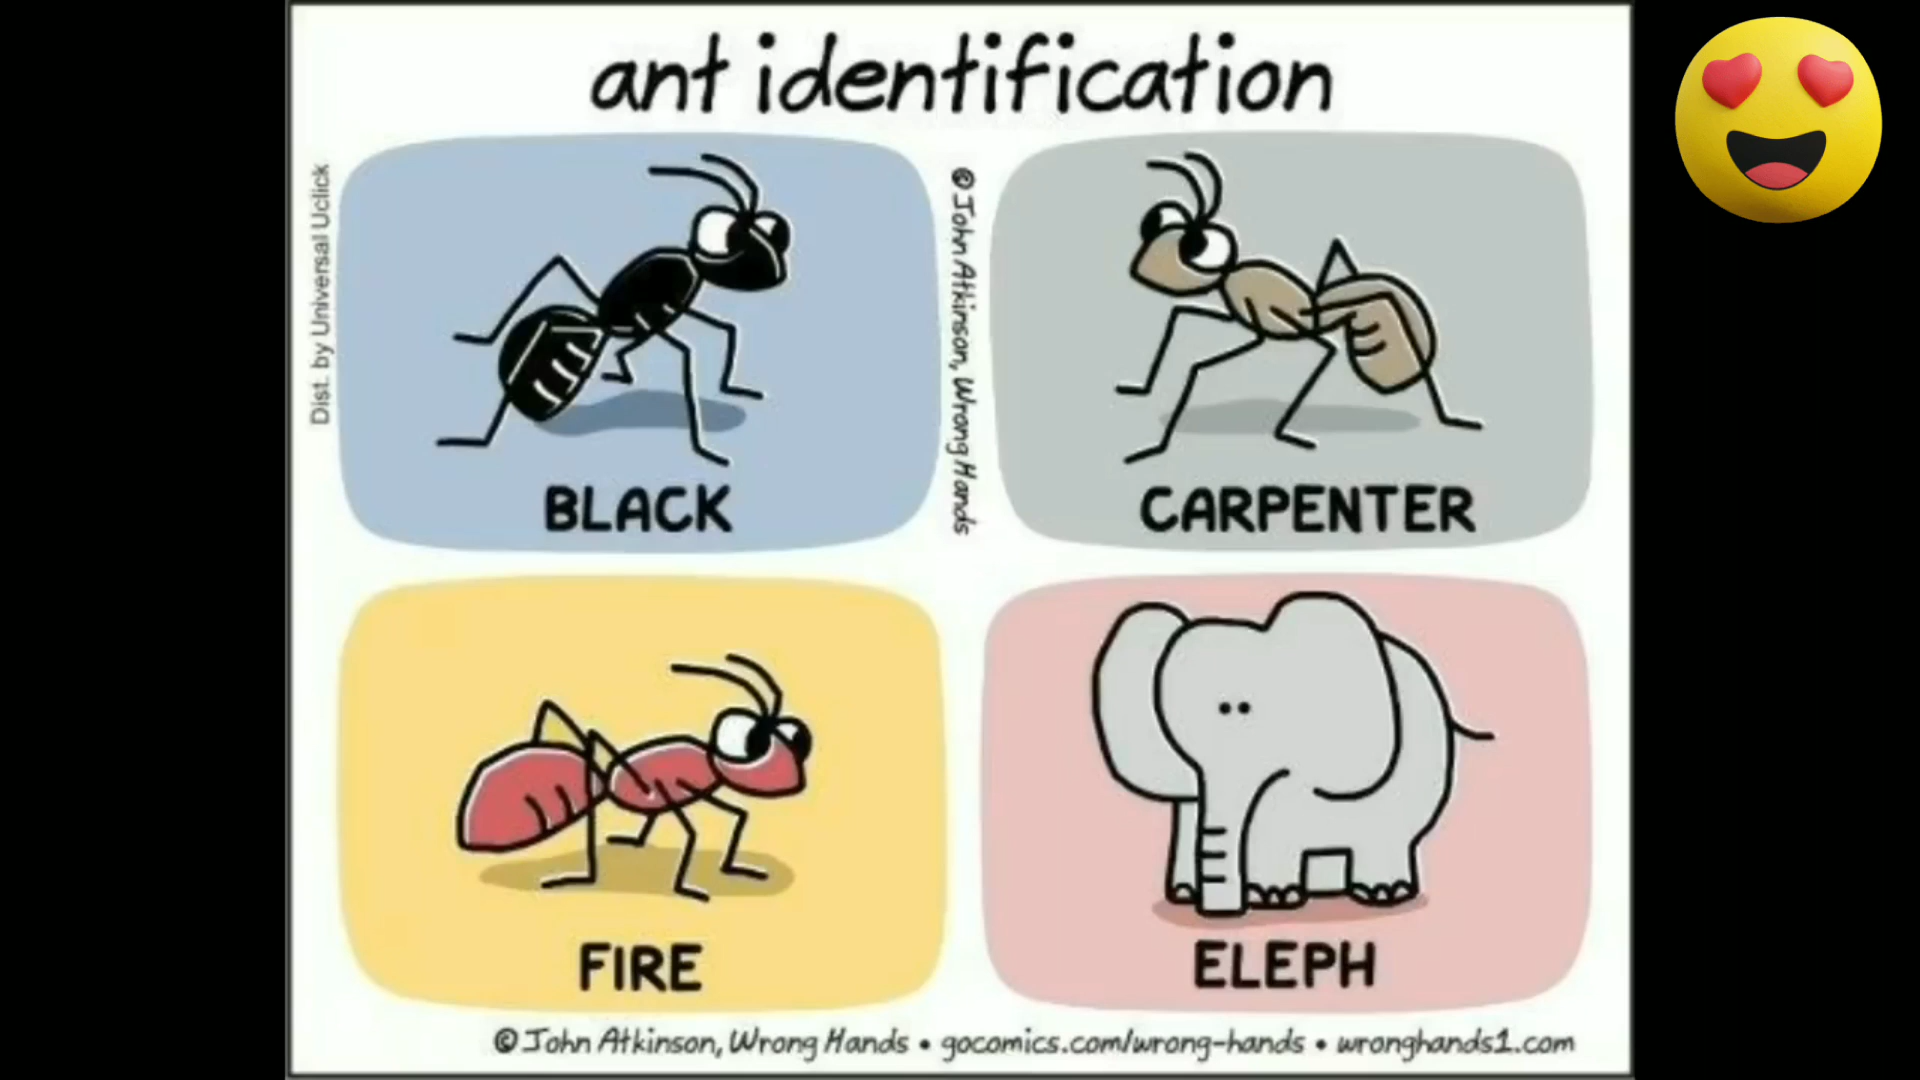 ant identification
Dist. by Universal Uclick
BLACK
© John Atkinson, Wrong Hands
CARPENTER
FIRE
ELEPH
© John Atkinson, Wrong Hands • gocomics.com/wrong-hands • wronghands1.com